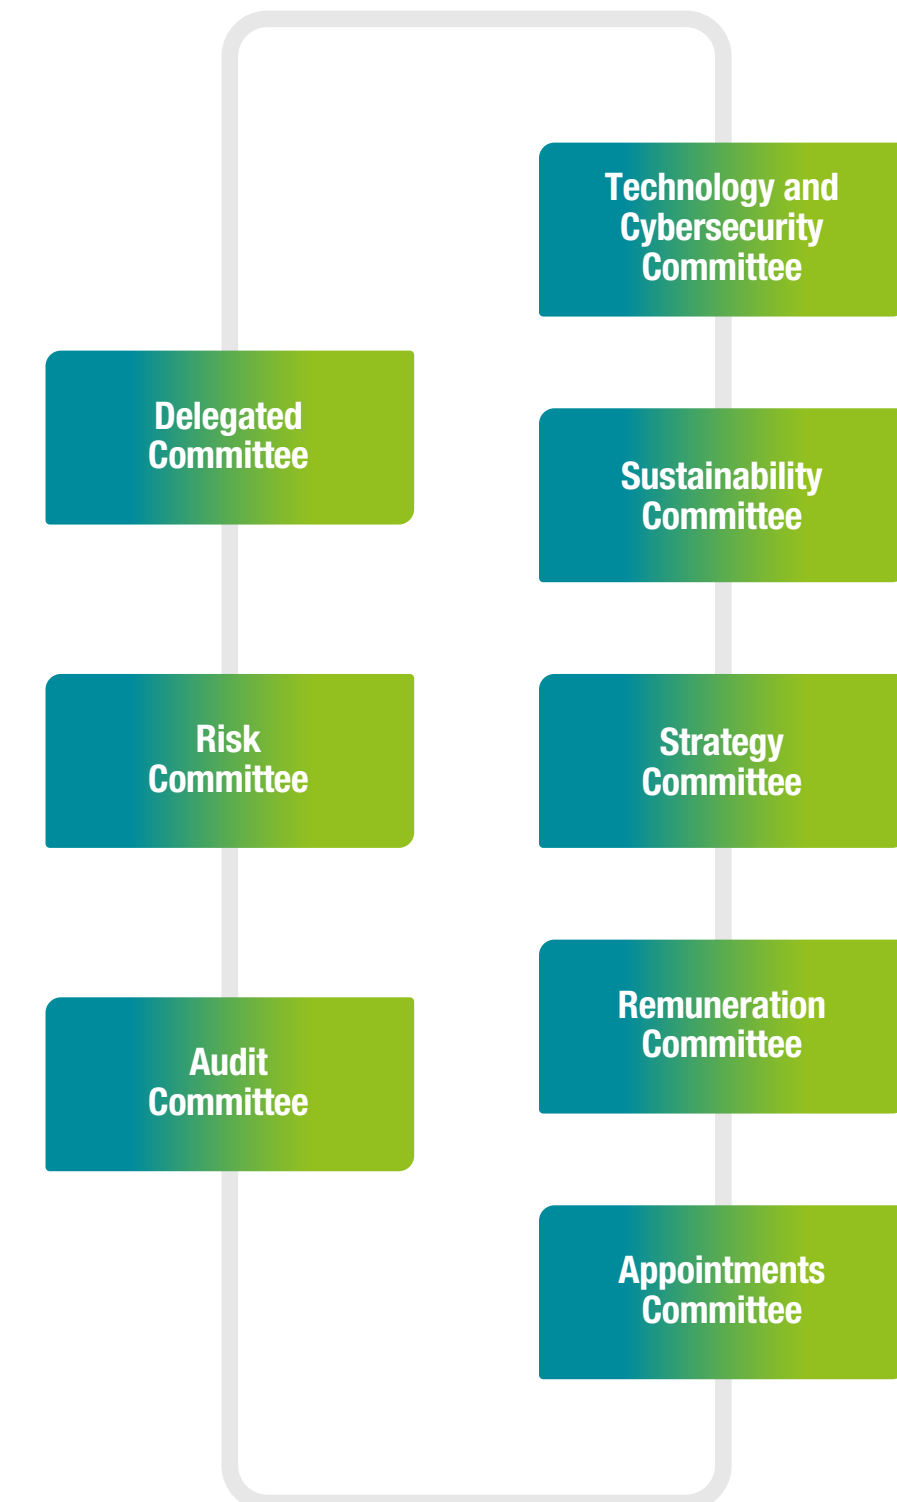 Delegated
Committee
Risk
Committee
Audit
Committee
Technology and
Cybersecurity
Committee
Sustainability
Committee
Strategy
Committee
Remuneration
Committee
Appointments
Committee